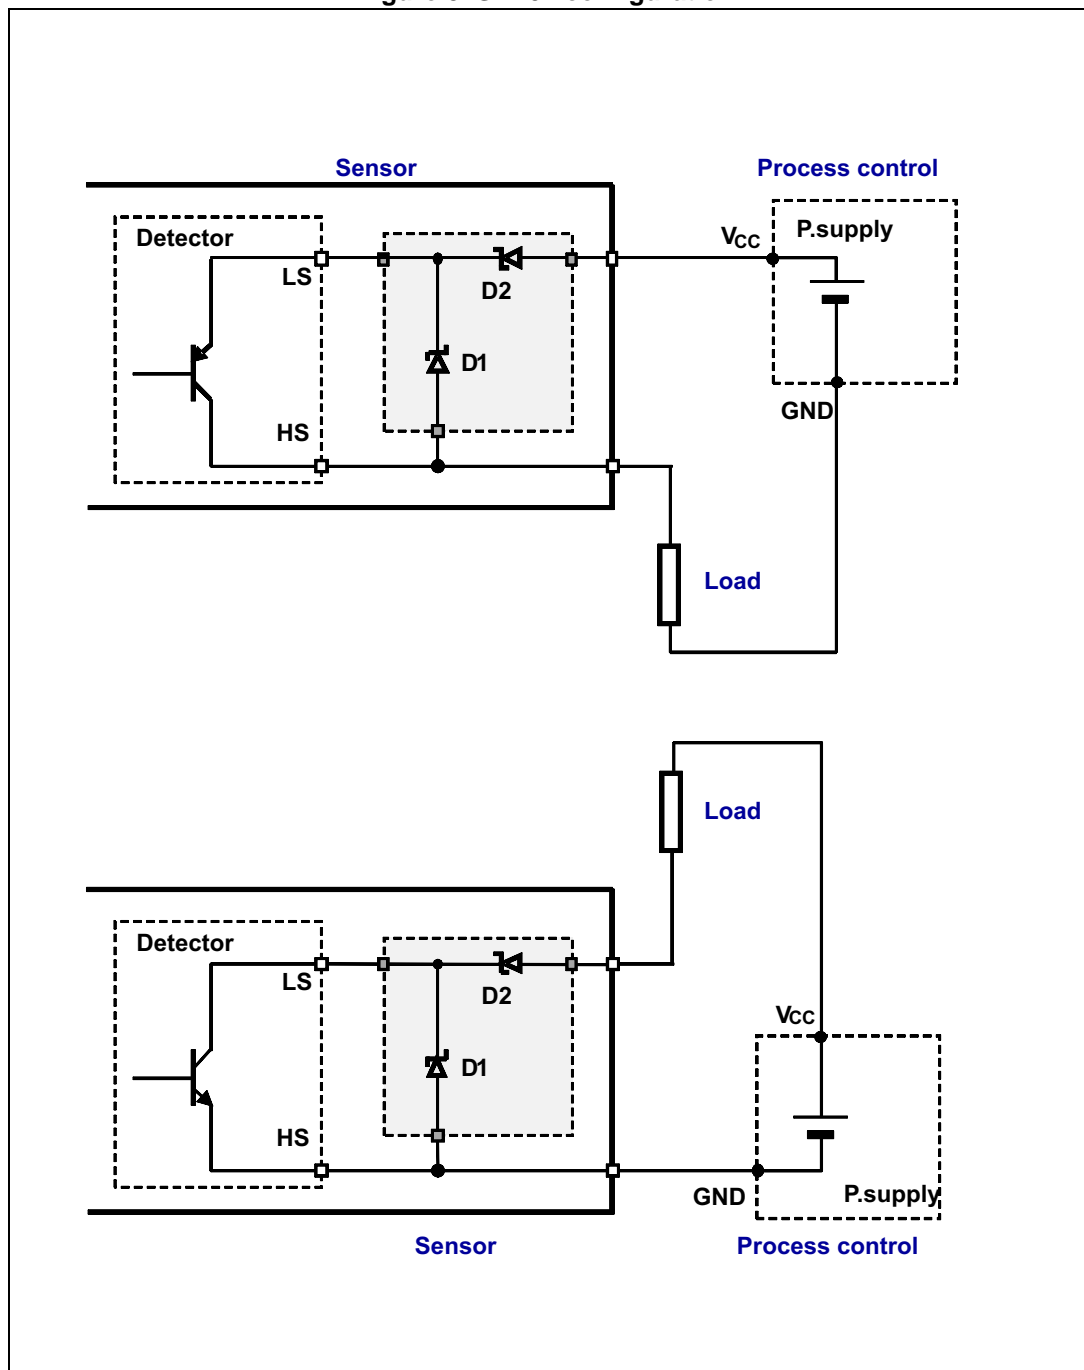 Sensor
Process control
Detector
LS
D2
D1
HS
VCC
P.supply
GND
Load
Load
Detector
LS
D2
D1
HS
VCC
GND
P.supply
Sensor
Process control